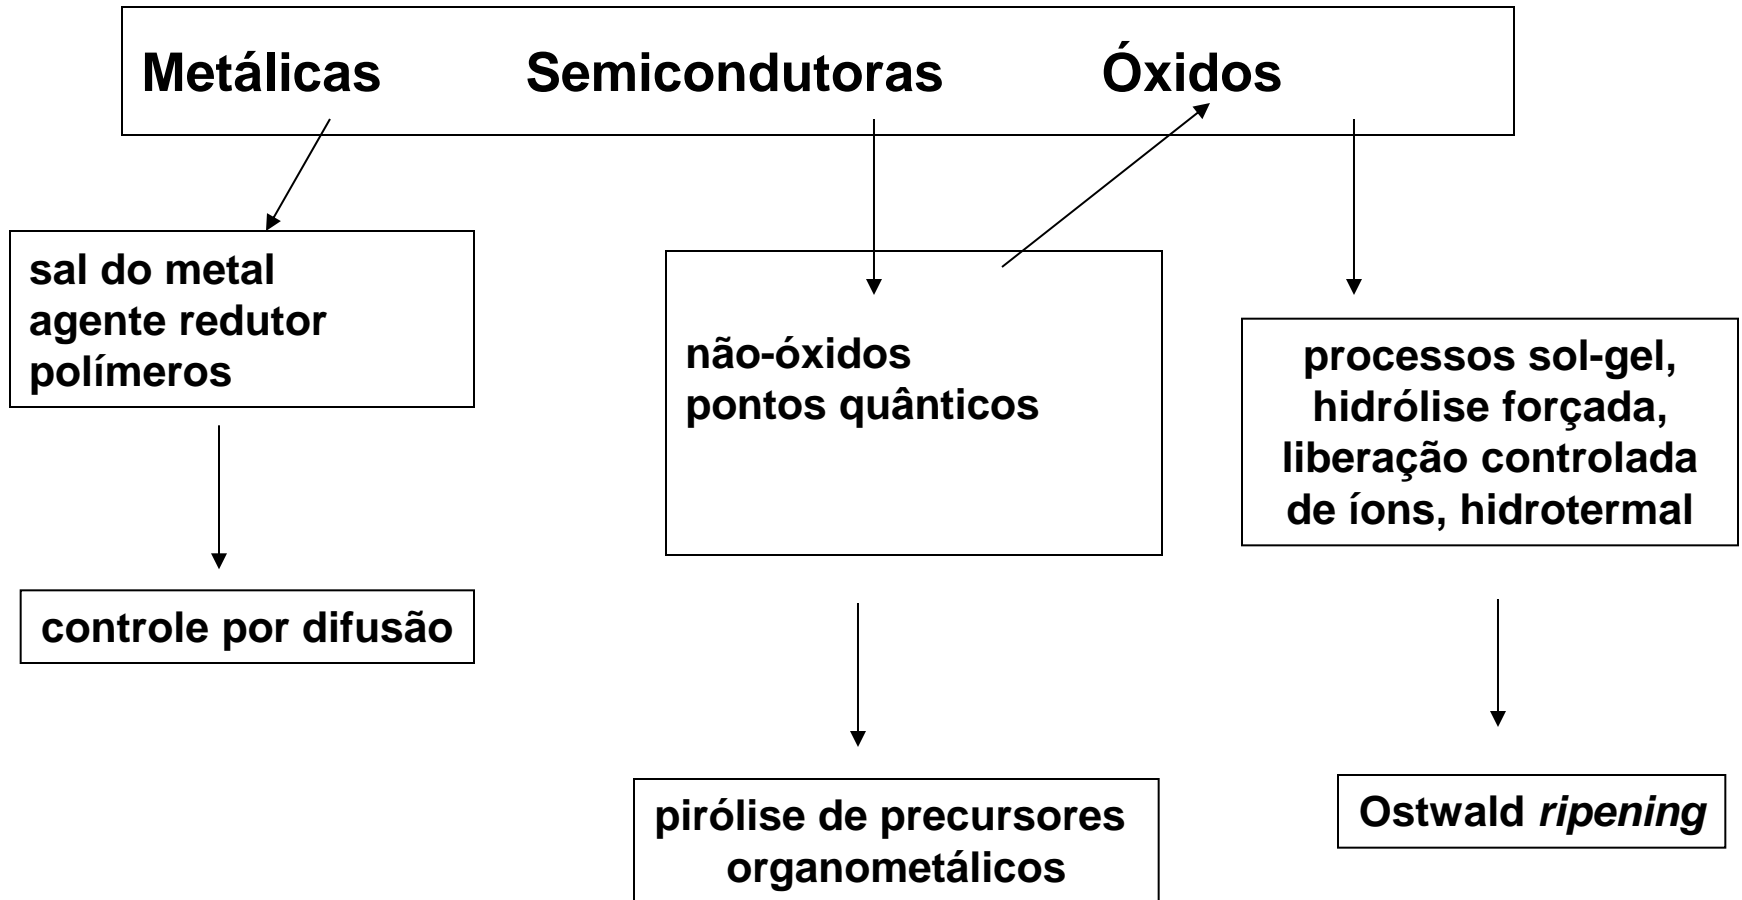 Metálicas Semicondutoras Óxidos
sal do metal
agente redutor
polímeros
não-óxidos
pontos quânticos
processos sol-gel,
hidrólise forçada,
liberação controlada
de íons, hidrotermal
controle por difusão
pirólise de precursores
organometálicos
Ostwald ripening